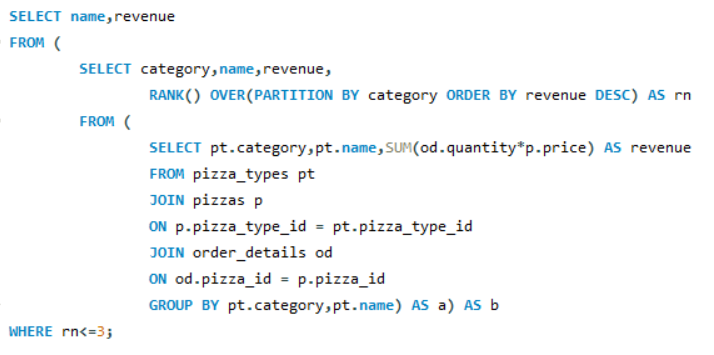 SELECT name,revenue
FROM (
SELECT category,name,revenue,
RANK() OVER(PARTITION BY category ORDER BY revenue DESC) AS rn
FROM (
SELECT pt.category,pt.name,SUM(od.quantity*p.price) AS revenue
FROM pizza_types pt
JOIN pizzas p
ON p.pizza_type_id = pt.pizza_type_id
JOIN order_details od
ON od.pizza_id = p.pizza_id
GROUP BY pt.category,pt.name) AS a) AS b
WHERE rn<=3;